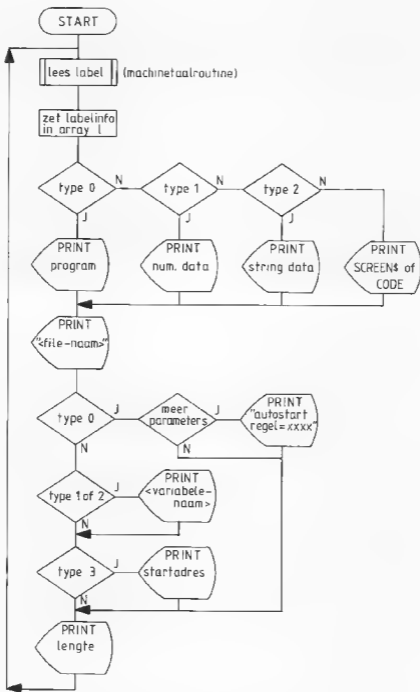 START
lees label (machinetaalroutine)
zet labelinfo
in array l
type 0
N
type 1
N
type 2
N
J
J
J
PRINT
program
PRINT
num. data
PRINT
string data
PRINT
SCREEN$ of
CODE
PRINT
"<file-naam>"
type 0
J
meer
parameters
J
PRINT
"autostart
regel=xxxx"
N
N
type 1 of 2
J
PRINT
<variabele-
naam>
N
type 3
J
PRINT
startadres
N
PRINT
lengte